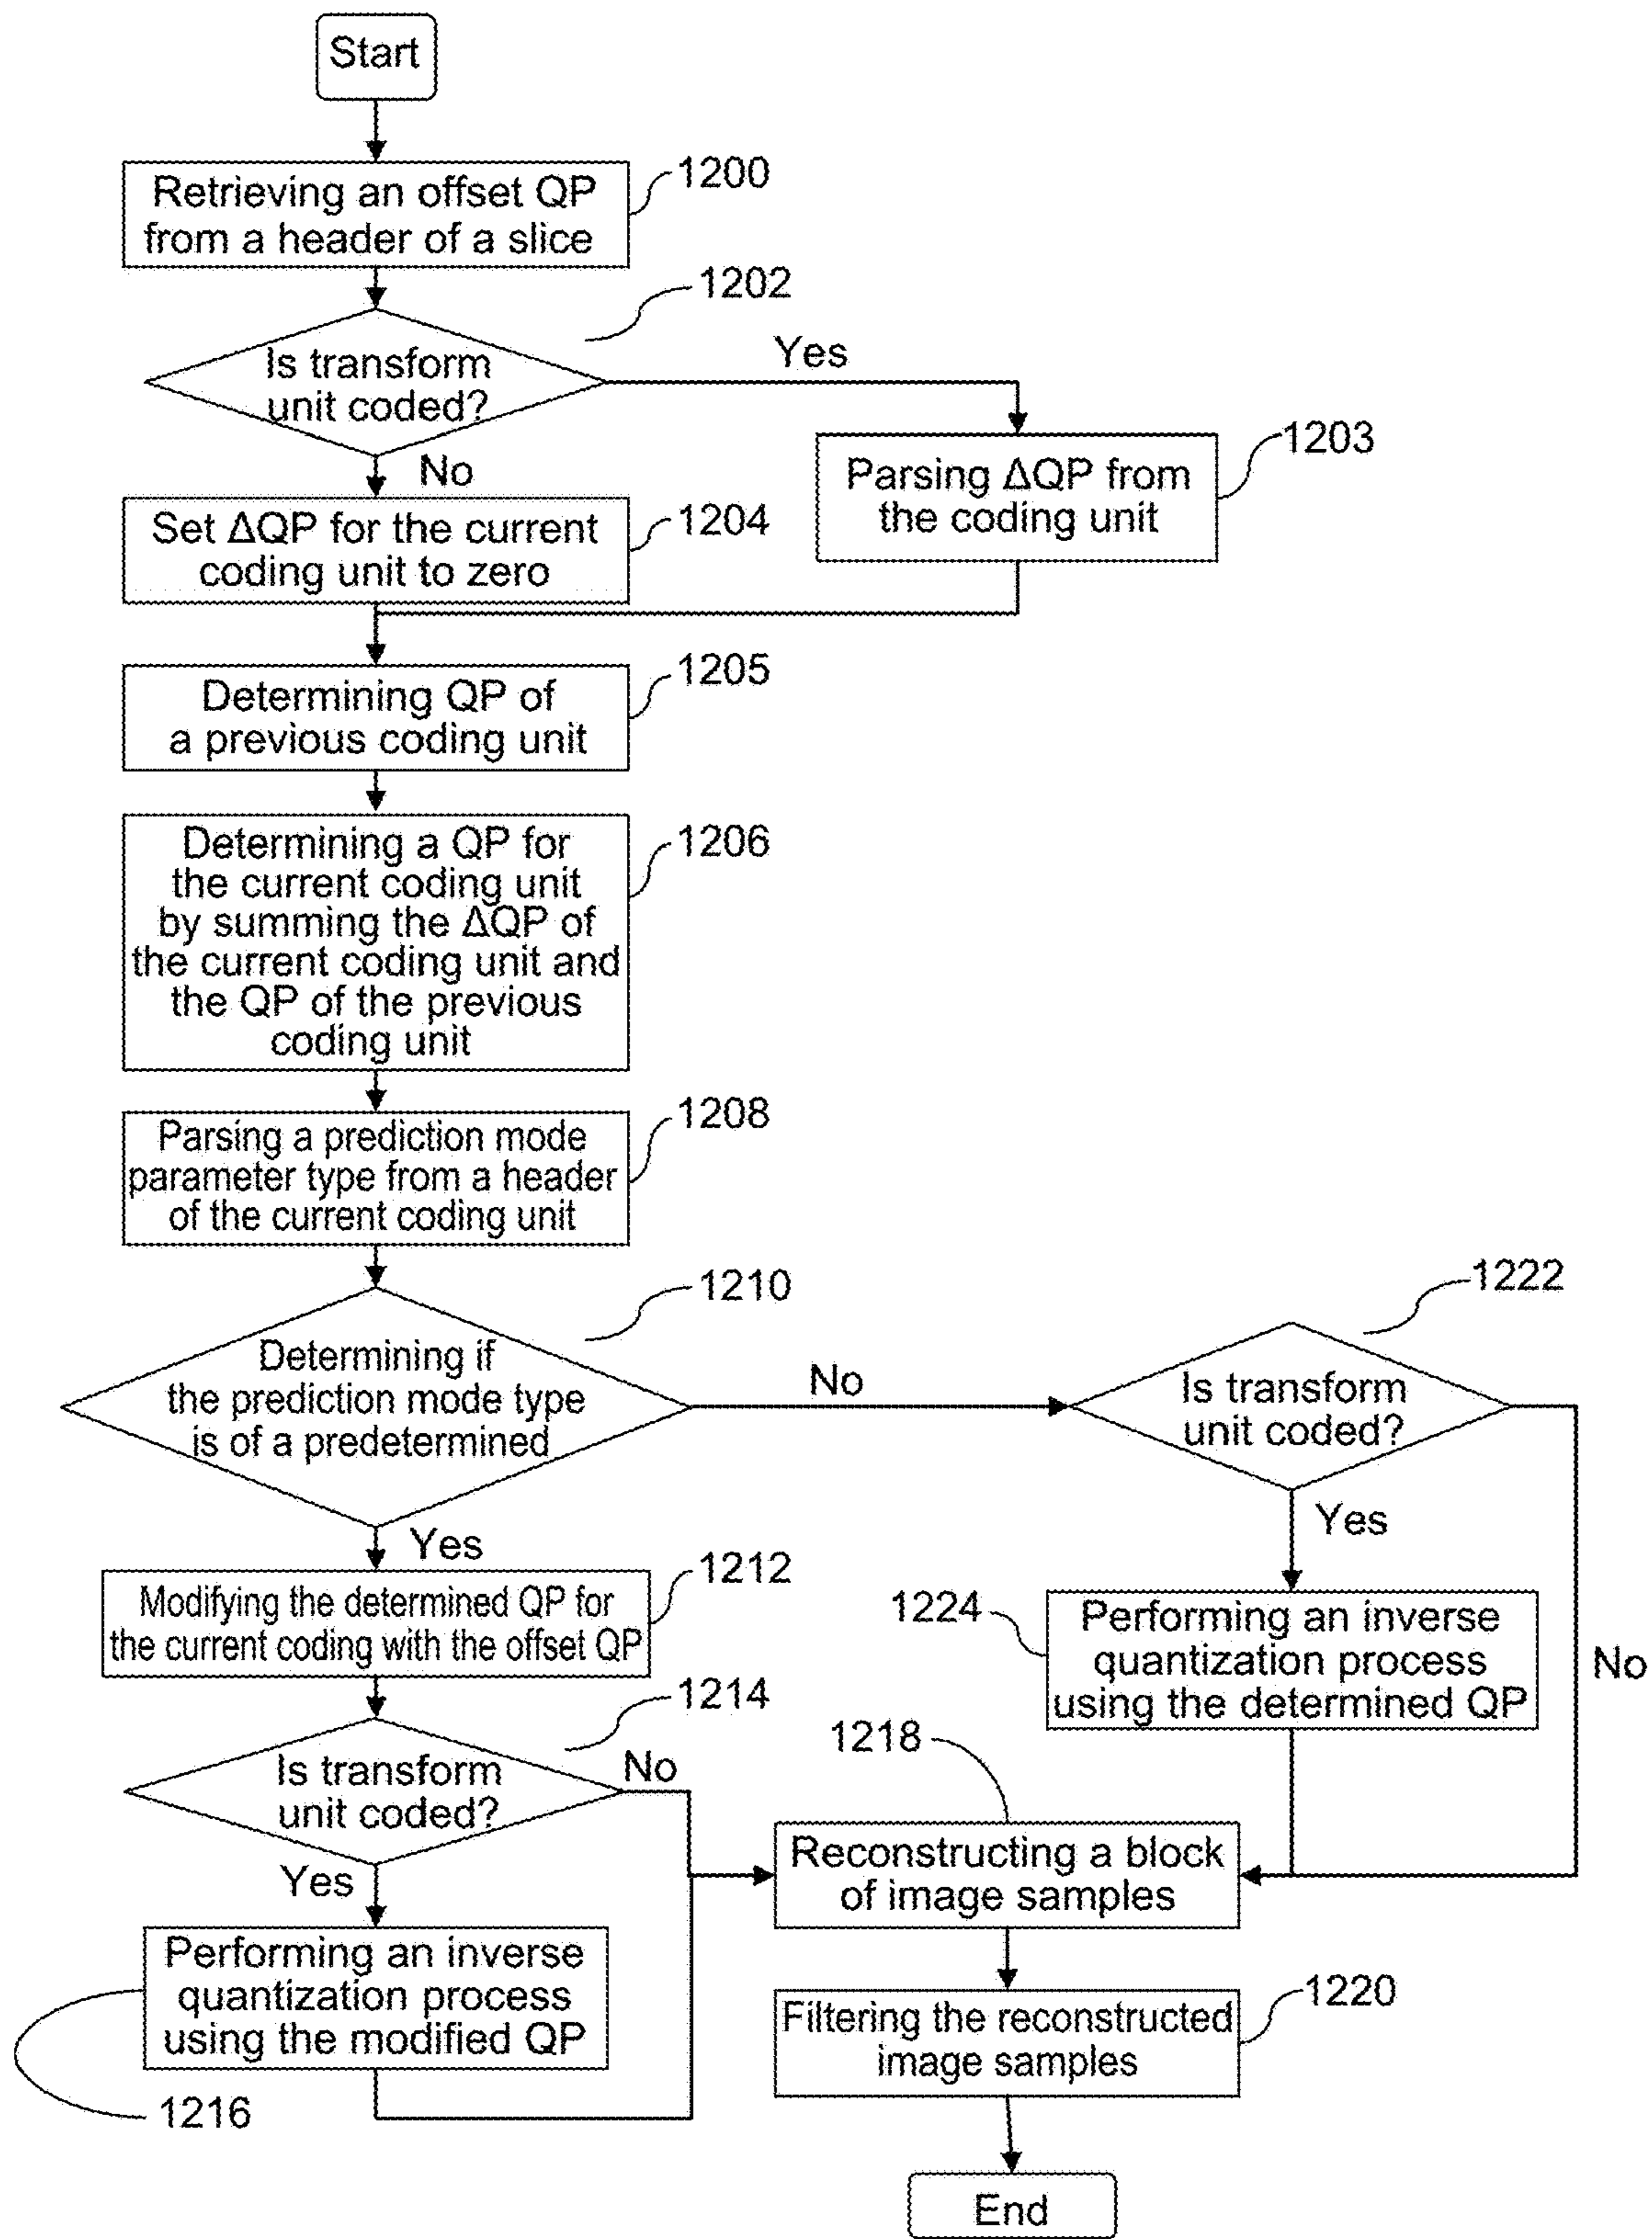 Start
1200
Retrieving an offset QP
from a header of a slice
1202
Is transform
unit coded?
Yes
No
1203
Parsing ΔQP from
the coding unit
1204
Set ΔQP for the current
coding unit to zero
1205
Determining QP of
a previous coding unit
1206
Determining a QP for
the current coding unit
by summing the ΔQP of
the current coding unit and
the QP of the previous
coding unit
1208
Parsing a prediction mode
parameter type from a header
of the current coding unit
1210
Determining if
the prediction mode type
is of a predetermined
No
1222
Is transform
unit coded?
Yes
No
Yes
1212
Modifying the determined QP for
the current coding with the offset QP
1224
Performing an inverse
quantization process
using the determined QP
1214
Is transform
unit coded?
No
Yes
1218
Reconstructing a block
of image samples
Performing an inverse
quantization process
using the modified QP
1216
1220
Filtering the reconstructed
image samples
End